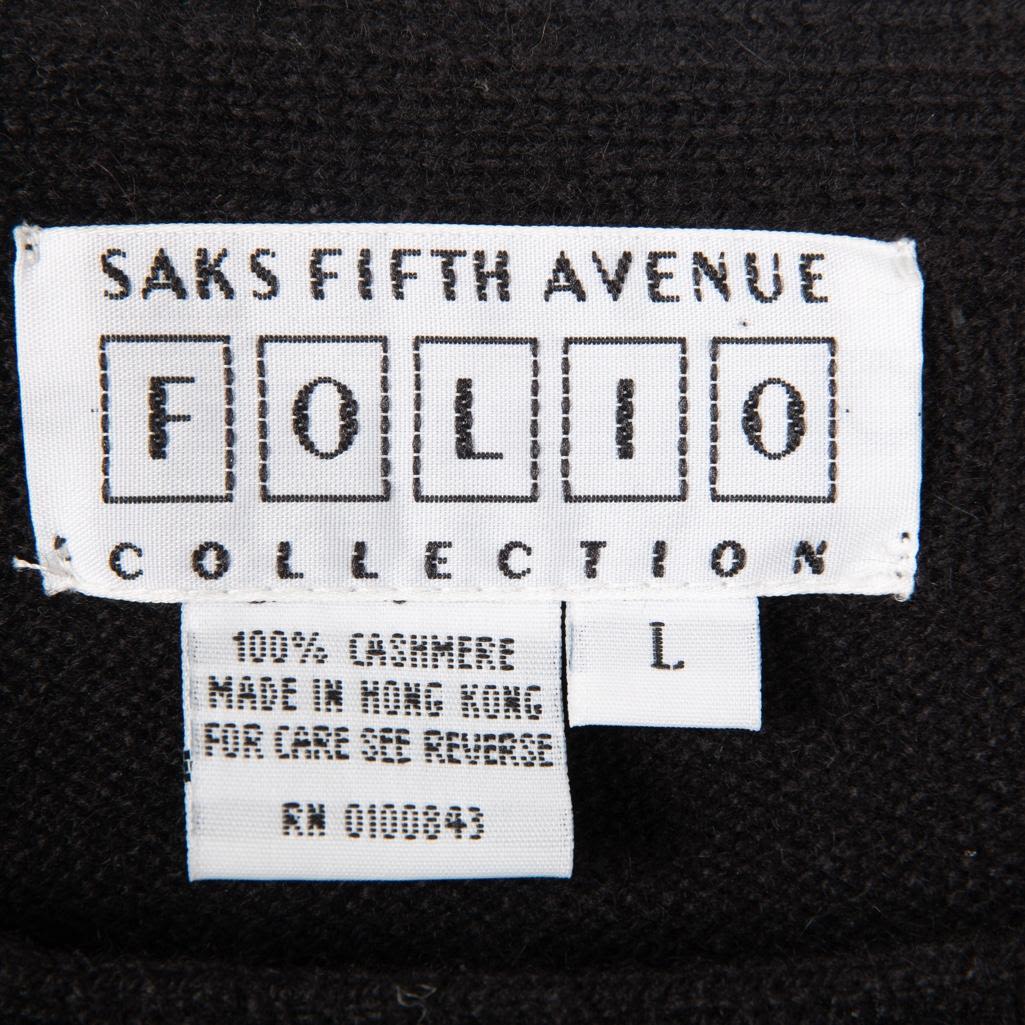 SAKS FIFTH AVENUE
FOLIO
COLLECTION
100% CASHMERE
MADE IN HONG KONG
FOR CARE SEE REVERSE
RN 0100843
L